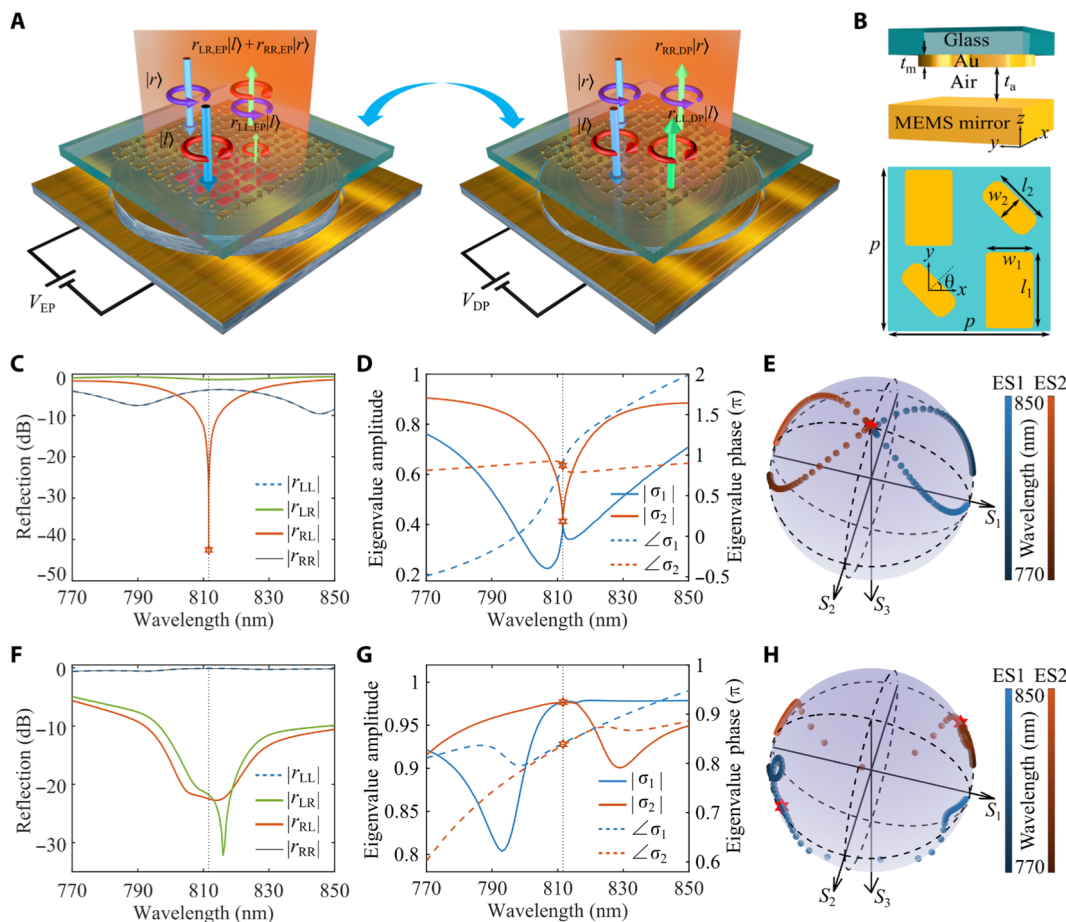 A
r_LR,EP|l⟩ + r_RR,EP|r⟩
|r⟩
|l⟩
r_LL,EP|l⟩
V_EP
r_RR,DP|r⟩
|r⟩
|l⟩
r_LL,DP|l⟩
V_DP
B
Glass
t_m
Au
Air
t_a
MEMS mirror
z
x
y
p
w_2
l_2
w_1
l_1
y
θ
x
p
C
Reflection (dB)
0
−10
−20
−30
−40
−50
|r_LL|
|r_LR|
|r_RL|
|r_RR|
770 790 810 830 850
Wavelength (nm)
D
Eigenvalue amplitude
1
0.8
0.6
0.4
0.2
|σ_1|
|σ_2|
∠σ_1
∠σ_2
2
1.5
1
0.5
0
−0.5
Eigenvalue phase (π)
770 790 810 830 850
Wavelength (nm)
E
S_1
S_2
S_3
ES1 ES2
850
Wavelength (nm)
770
F
Reflection (dB)
0
−10
−20
−30
|r_LL|
|r_LR|
|r_RL|
|r_RR|
770 790 810 830 850
Wavelength (nm)
G
Eigenvalue amplitude
1
0.95
0.9
0.85
0.8
|σ_1|
|σ_2|
∠σ_1
∠σ_2
1
0.9
0.8
0.7
0.6
Eigenvalue phase (π)
770 790 810 830 850
Wavelength (nm)
H
S_1
S_2
S_3
ES1 ES2
850
Wavelength (nm)
770